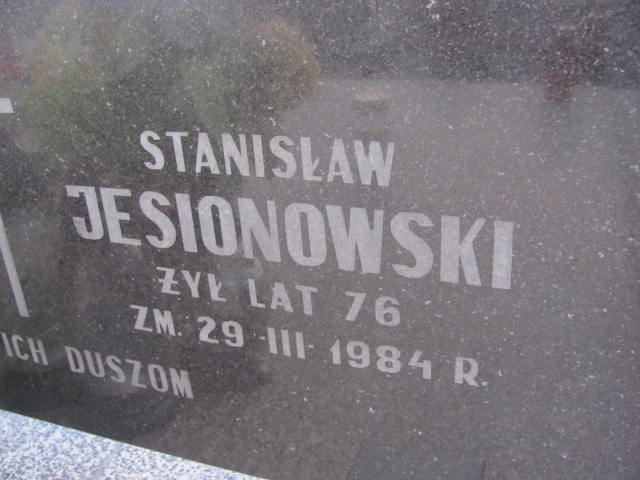 STANISŁAW
JESIONOWSKI
ŻYŁ LAT 76
ZM. 29·III·1984 R.
ICH DUSZOM